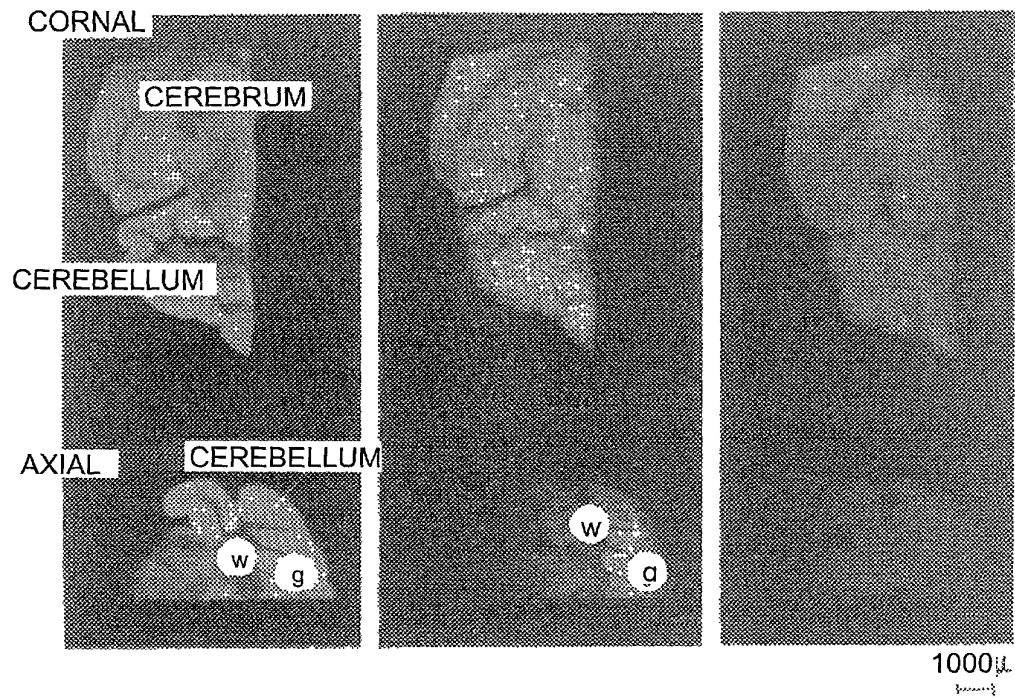 CORNAL
CEREBRUM
CEREBELLUM
AXIAL
CEREBELLUM
w
g
w
g
1000μ